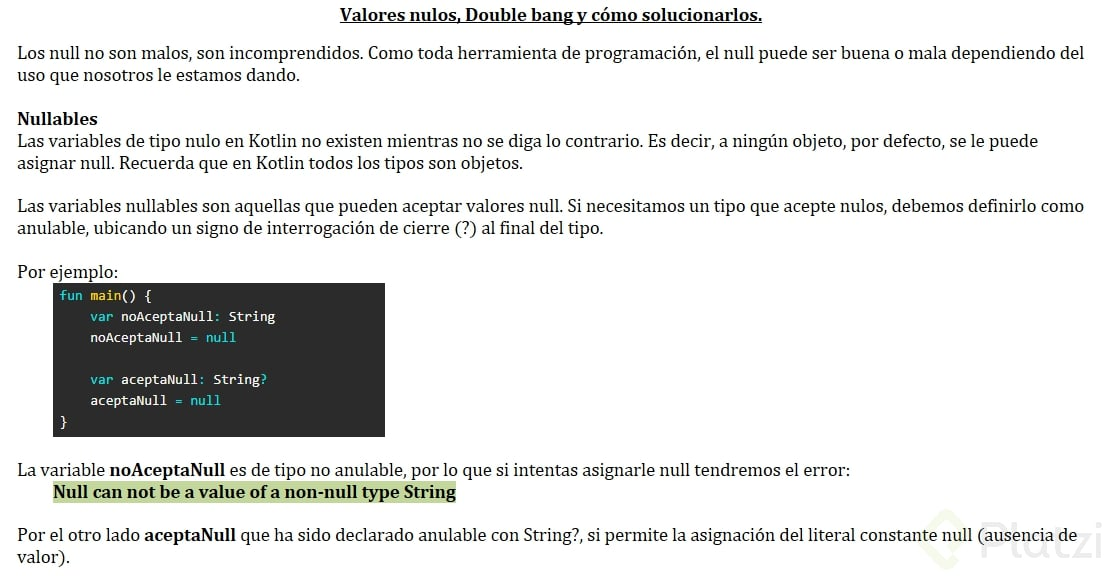 Valores nulos, Double bang y cómo solucionarlos.
Los null no son malos, son incomprendidos. Como toda herramienta de programación, el null puede ser buena o mala dependiendo del
uso que nosotros le estamos dando.
Nullables
Las variables de tipo nulo en Kotlin no existen mientras no se diga lo contrario. Es decir, a ningún objeto, por defecto, se le puede
asignar null. Recuerda que en Kotlin todos los tipos son objetos.
Las variables nullables son aquellas que pueden aceptar valores null. Si necesitamos un tipo que acepte nulos, debemos definirlo como
anulable, ubicando un signo de interrogación de cierre (?) al final del tipo.
Por ejemplo:
fun main() {
    var noAceptaNull: String
    noAceptaNull = null
    var aceptaNull: String?
    aceptaNull = null
}
La variable noAceptaNull es de tipo no anulable, por lo que si intentas asignarle null tendremos el error:
Null can not be a value of a non-null type String
Por el otro lado aceptaNull que ha sido declarado anulable con String?, si permite la asignación del literal constante null (ausencia de
valor).
Platzi